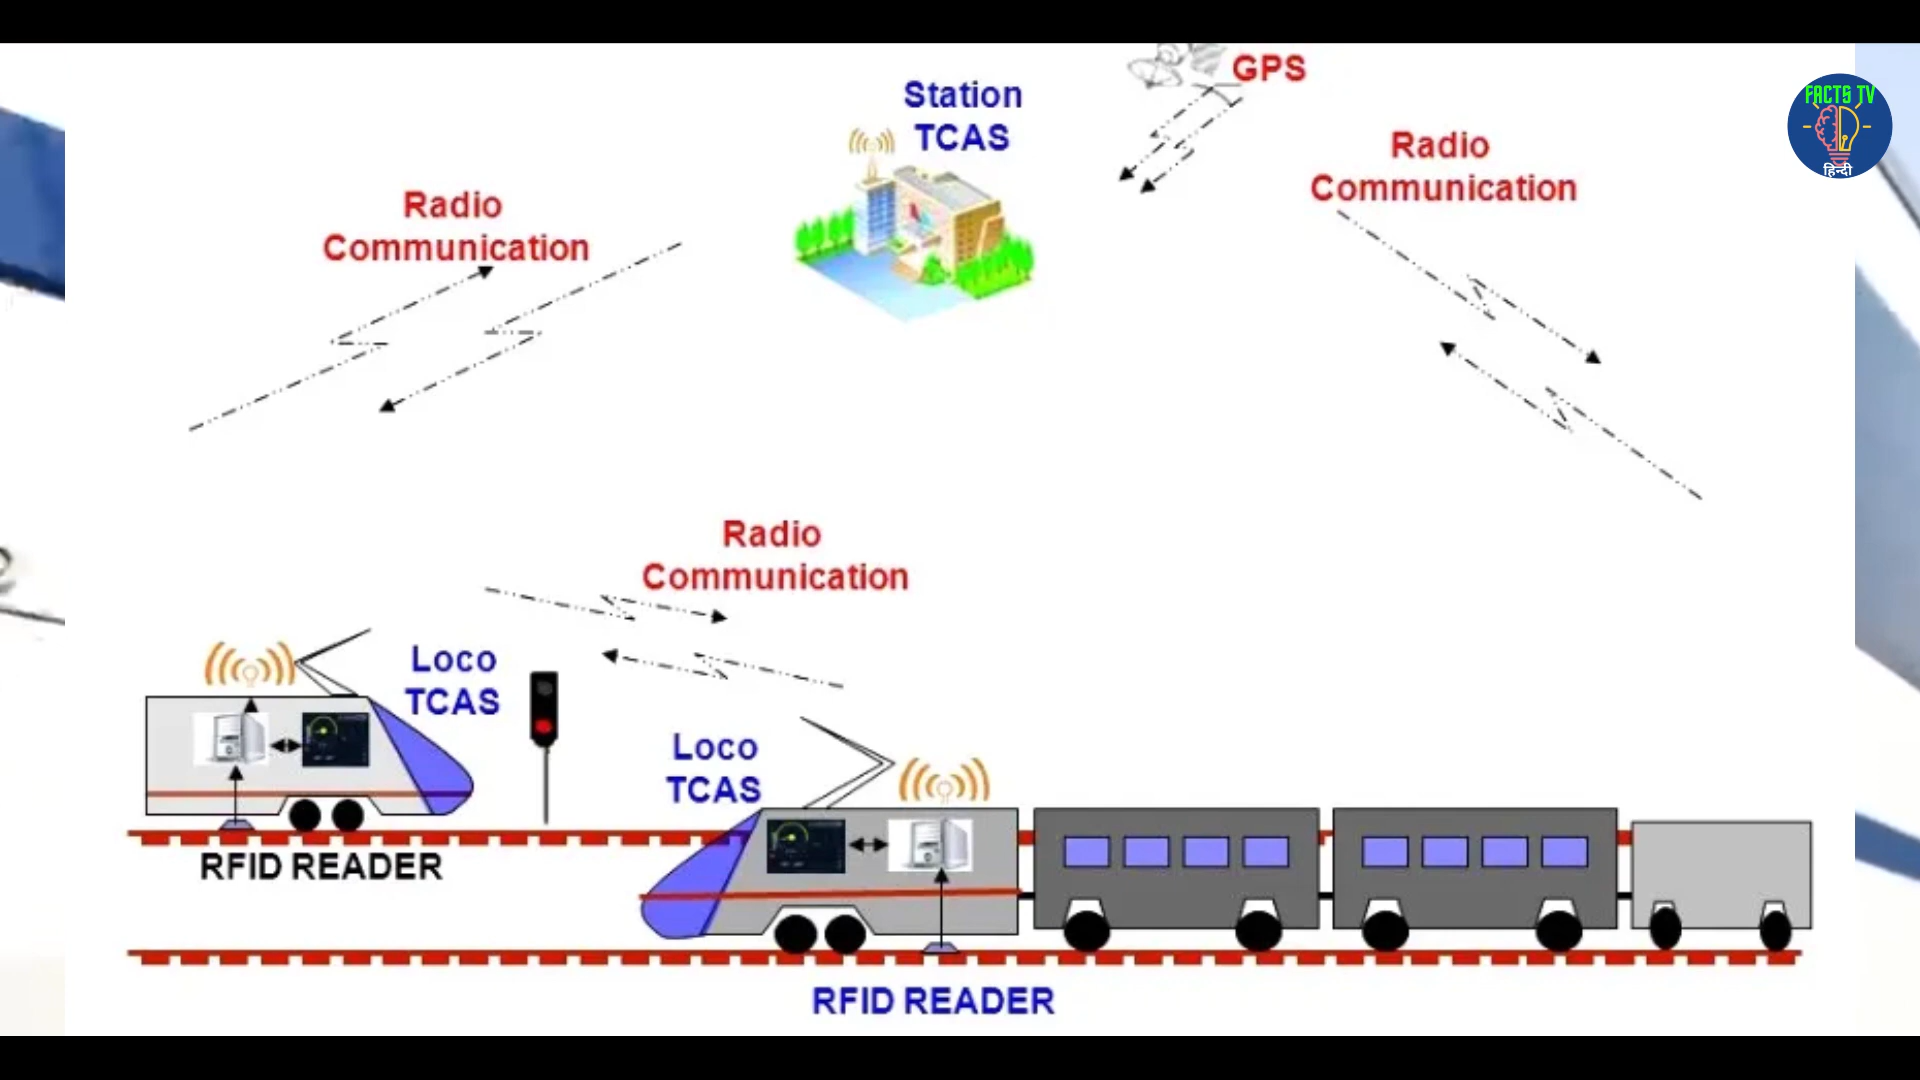 GPS
Station
TCAS
FACTS TV
हिन्दी
Radio
Communication
Radio
Communication
Radio
Communication
Loco
TCAS
Loco
TCAS
RFID READER
RFID READER